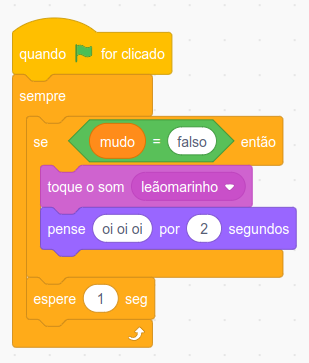 quando for clicado
sempre
se mudo = falso então
toque o som leãomarinho
pense oi oi oi por 2 segundos
espere 1 seg